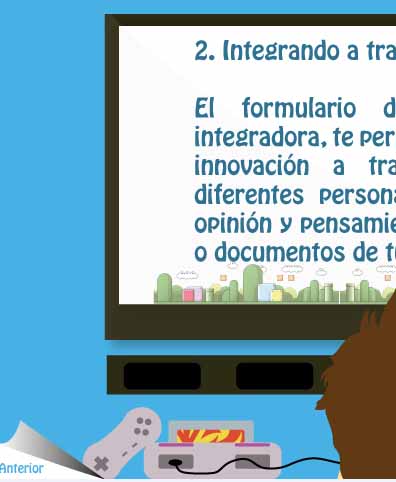 2. Integrando a tra
El formulario d
integradora, te per
innovación a tra
diferentes persona
opinión y pensamie
o documentos de t
Anterior